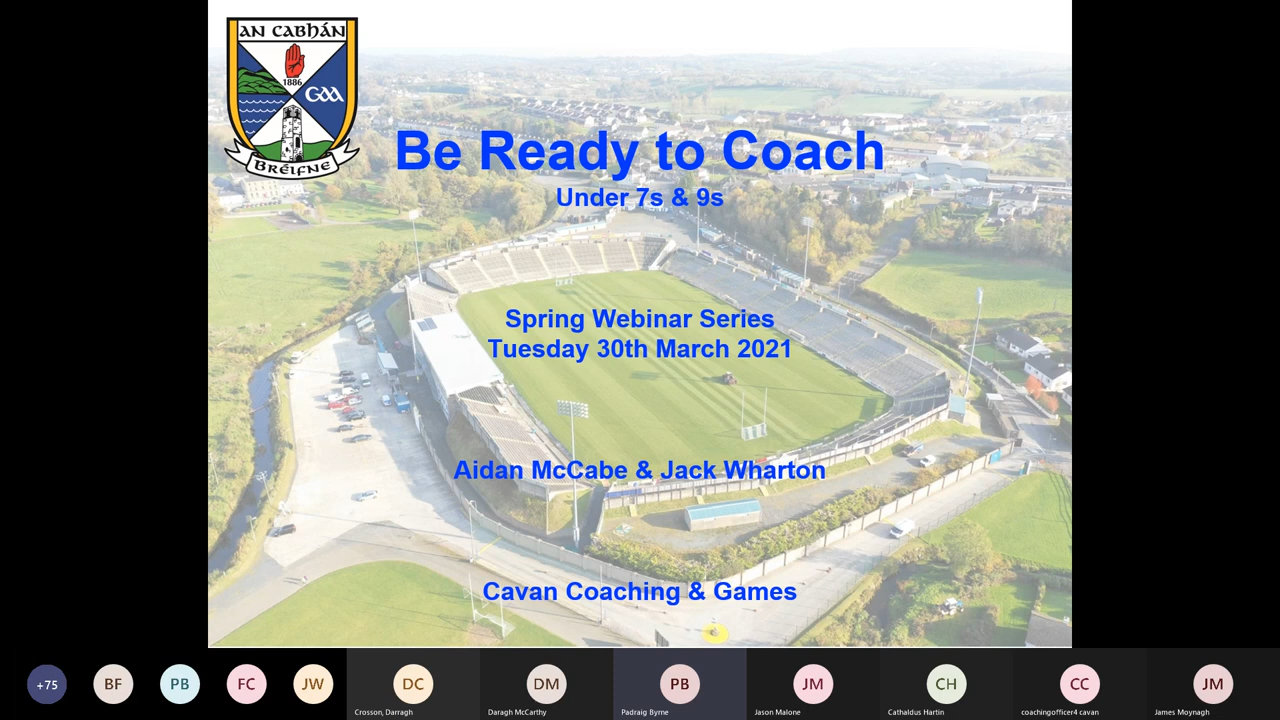 AN CABHÁN
1886
GAA
BRÉIFNE
Be Ready to Coach
Under 7s & 9s
Spring Webinar Series
Tuesday 30th March 2021
Aidan McCabe & Jack Wharton
Cavan Coaching & Games
+75
BF
PB
FC
JW
DC
DM
PB
JM
CH
CC
JM
Crosson, Darragh
Daragh McCarthy
Padraig Byrne
Jason Malone
Cathaldus Hartin
coachingofficer4 cavan
James Moynagh